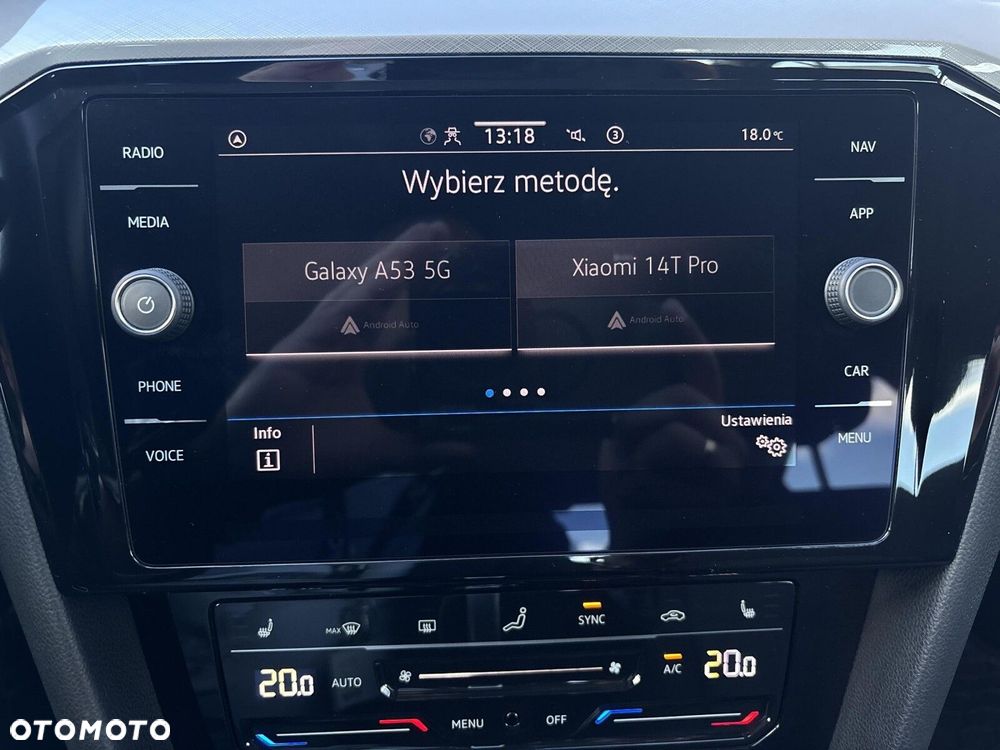 RADIO
MEDIA
PHONE
VOICE
13:18
3
18.0°C
Wybierz metodę.
Galaxy A53 5G
Android Auto
Xiaomi 14T Pro
Android Auto
Info
i
Ustawienia
NAV
APP
CAR
MENU
MAX
SYNC
20.0
AUTO
A/C
20.0
MENU
OFF
OTOMOTO